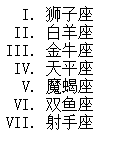 I. 狮子座
II. 白羊座
III. 金牛座
IV. 天平座
V. 魔蝎座
VI. 双鱼座
VII. 射手座